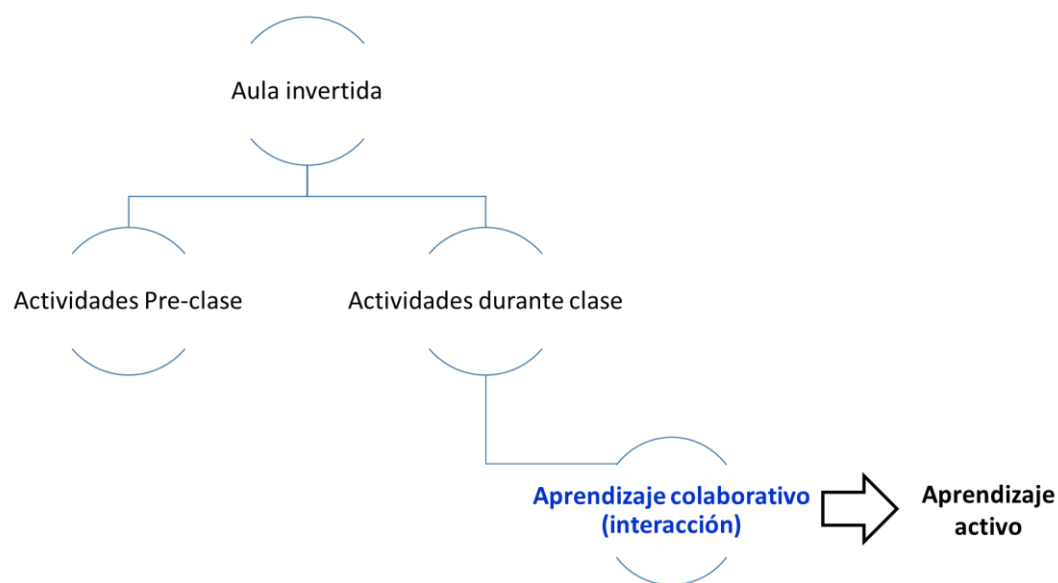 Aula invertida
Actividades Pre-clase
Actividades durante clase
Aprendizaje colaborativo
(interacción)
Aprendizaje
activo